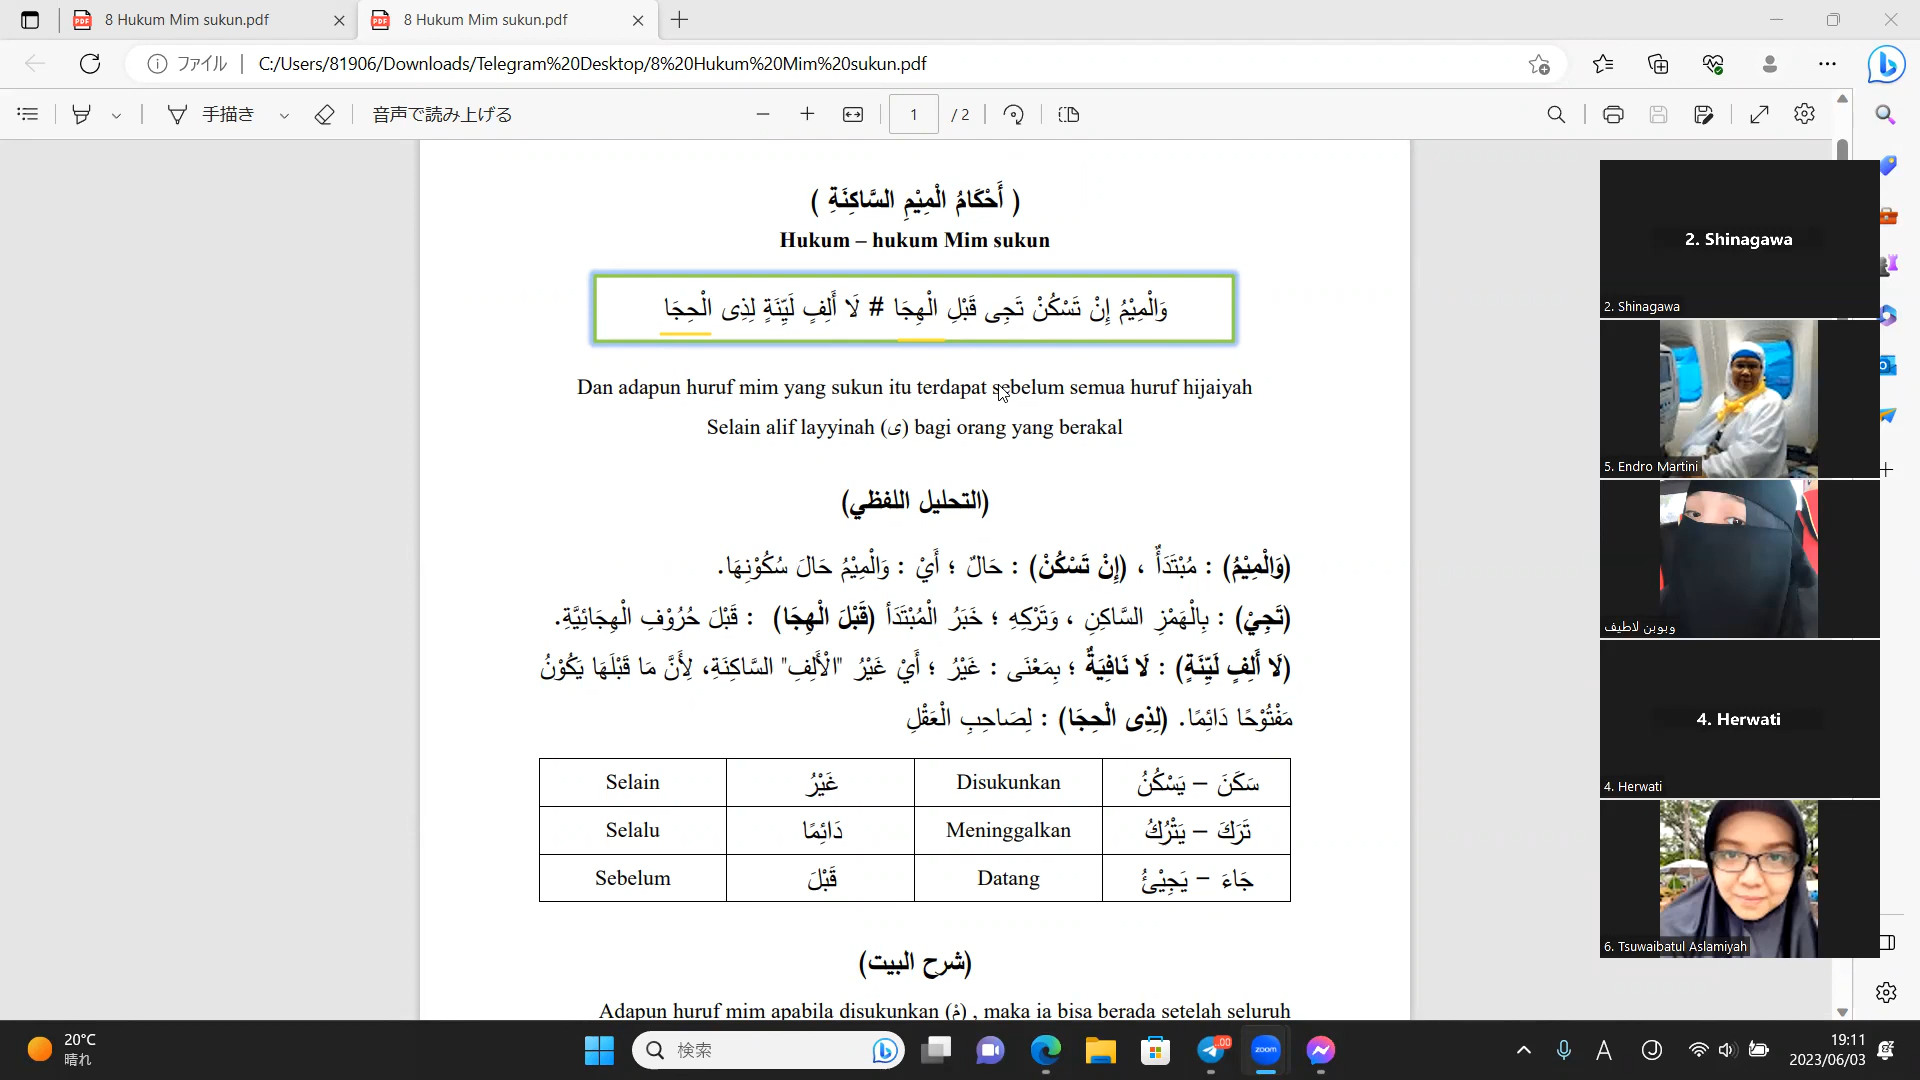 8 Hukum Mim sukun.pdf
8 Hukum Mim sukun.pdf
ファイル
C:/Users/81906/Downloads/Telegram%20Desktop/8%20Hukum%20Mim%20sukun.pdf
手描き
音声で読み上げる
1
/ 2
( أَحْكَامُ الْمِيْمِ السَّاكِنَةِ )
Hukum – hukum Mim sukun
وَالْمِيْمُ إِنْ تَسْكُنْ تَجِى قَبْلِ الْهِجَا # لَا أَلِفٍ لَيِّنَةٍ لِذِى الْحِجَا
Dan adapun huruf mim yang sukun itu terdapat sebelum semua huruf hijaiyah
Selain alif layyinah (ى) bagi orang yang berakal
(التحليل اللفظي)
(وَالْمِيْمُ) : مُبْتَدَأٌ ، (إِنْ تَسْكُنْ) : حَالٌ ؛ أَيْ : وَالْمِيْمُ حَالَ سُكُوْنِهَا.
(تَجِيْ) : بِالْهَمْزِ السَّاكِنِ ، وَتَرْكِهِ ؛ خَبَرُ الْمُبْتَدَأ (قَبْلَ الْهِجَا) : قَبْلَ حُرُوْفِ الْهِجَائِيَّةِ.
(لَا أَلِفٍ لَيِّنَةٍ) : لَا نَافِيَةٌ ؛ بِمَعْنَى : غَيْرُ ؛ أَيْ غَيْرُ "الْأَلِفِ" السَّاكِنَةِ، لِأَنَّ مَا قَبْلَهَا يَكُوْنُ
مَفْتُوْحًا دَائِمًا. (لِذِى الْحِجَا) : لِصَاحِبِ الْعَقْلِ
Selain غَيْرُ Disukunkan سَكَنَ – يَسْكُنُ
Selalu دَائِمًا Meninggalkan تَرَكَ – يَتْرُكُ
Sebelum قَبْلَ Datang جَاءَ – يَجِيْئُ
(شرح البيت)
Adapun huruf mim apabila disukunkan (مْ) , maka ia bisa berada setelah seluruh
2. Shinagawa
2. Shinagawa
5. Endro Martini
وبوبن لاطيف
4. Herwati
4. Herwati
6. Tsuwaibatul Aslamiyah
20°C
晴れ
検索
.00
zoom
A
19:11
2023/06/03